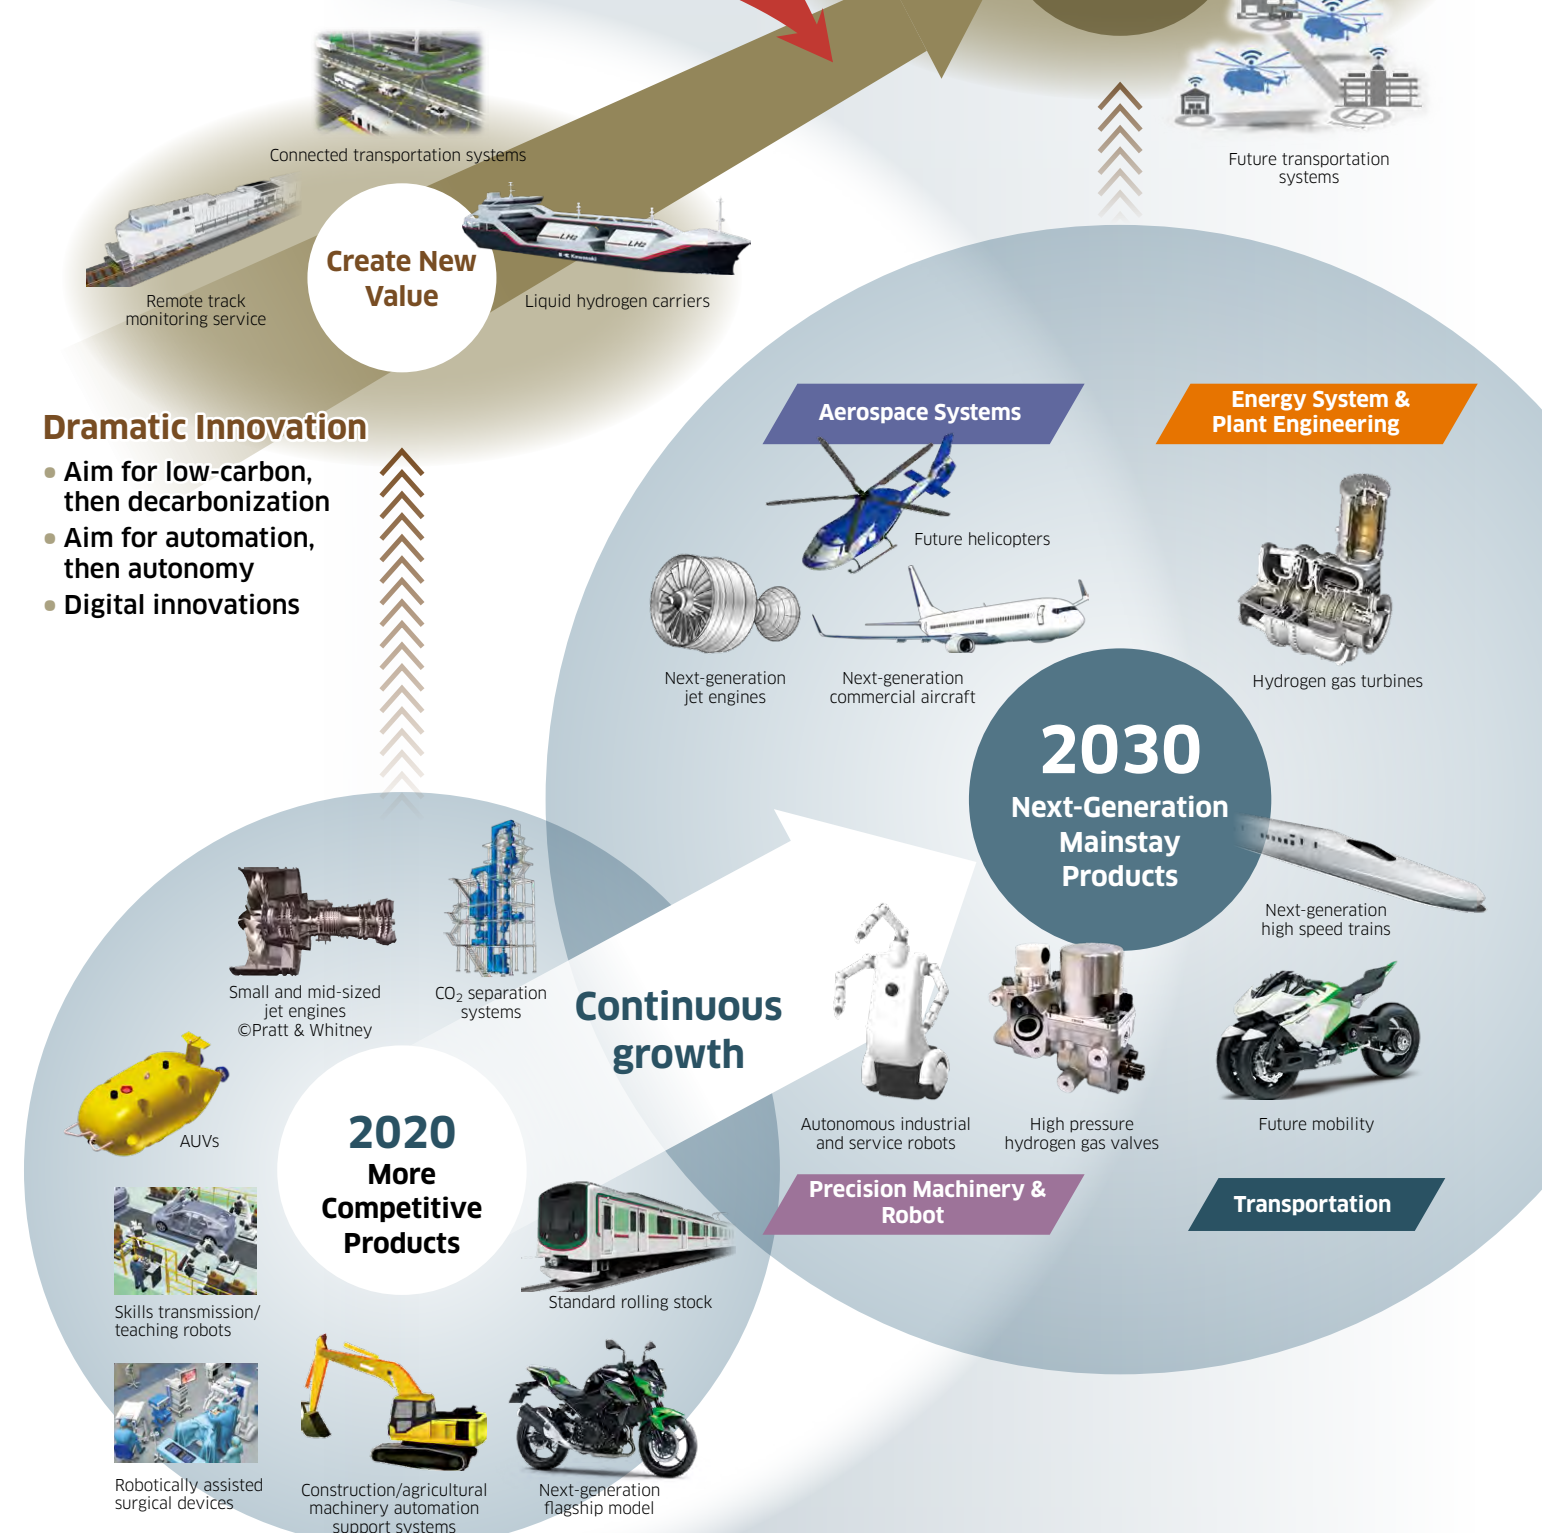 Connected transportation systems
Future transportation
systems
Create New
Value
LH2
LH2
Kawasaki
Remote track
monitoring service
Liquid hydrogen carriers
Dramatic Innovation
• Aim for low-carbon,
then decarbonization
• Aim for automation,
then autonomy
• Digital innovations
Aerospace Systems
Energy System &
Plant Engineering
Future helicopters
Next-generation
jet engines
Next-generation
commercial aircraft
Hydrogen gas turbines
2030
Next-Generation
Mainstay
Products
Next-generation
high speed trains
Small and mid-sized
jet engines
©Pratt & Whitney
CO₂ separation
systems
Continuous
growth
AUVs
2020
More
Competitive
Products
Autonomous industrial
and service robots
High pressure
hydrogen gas valves
Future mobility
Precision Machinery &
Robot
Transportation
Standard rolling stock
Skills transmission/
teaching robots
Robotically assisted
surgical devices
Construction/agricultural
machinery automation
support systems
Next-generation
flagship model